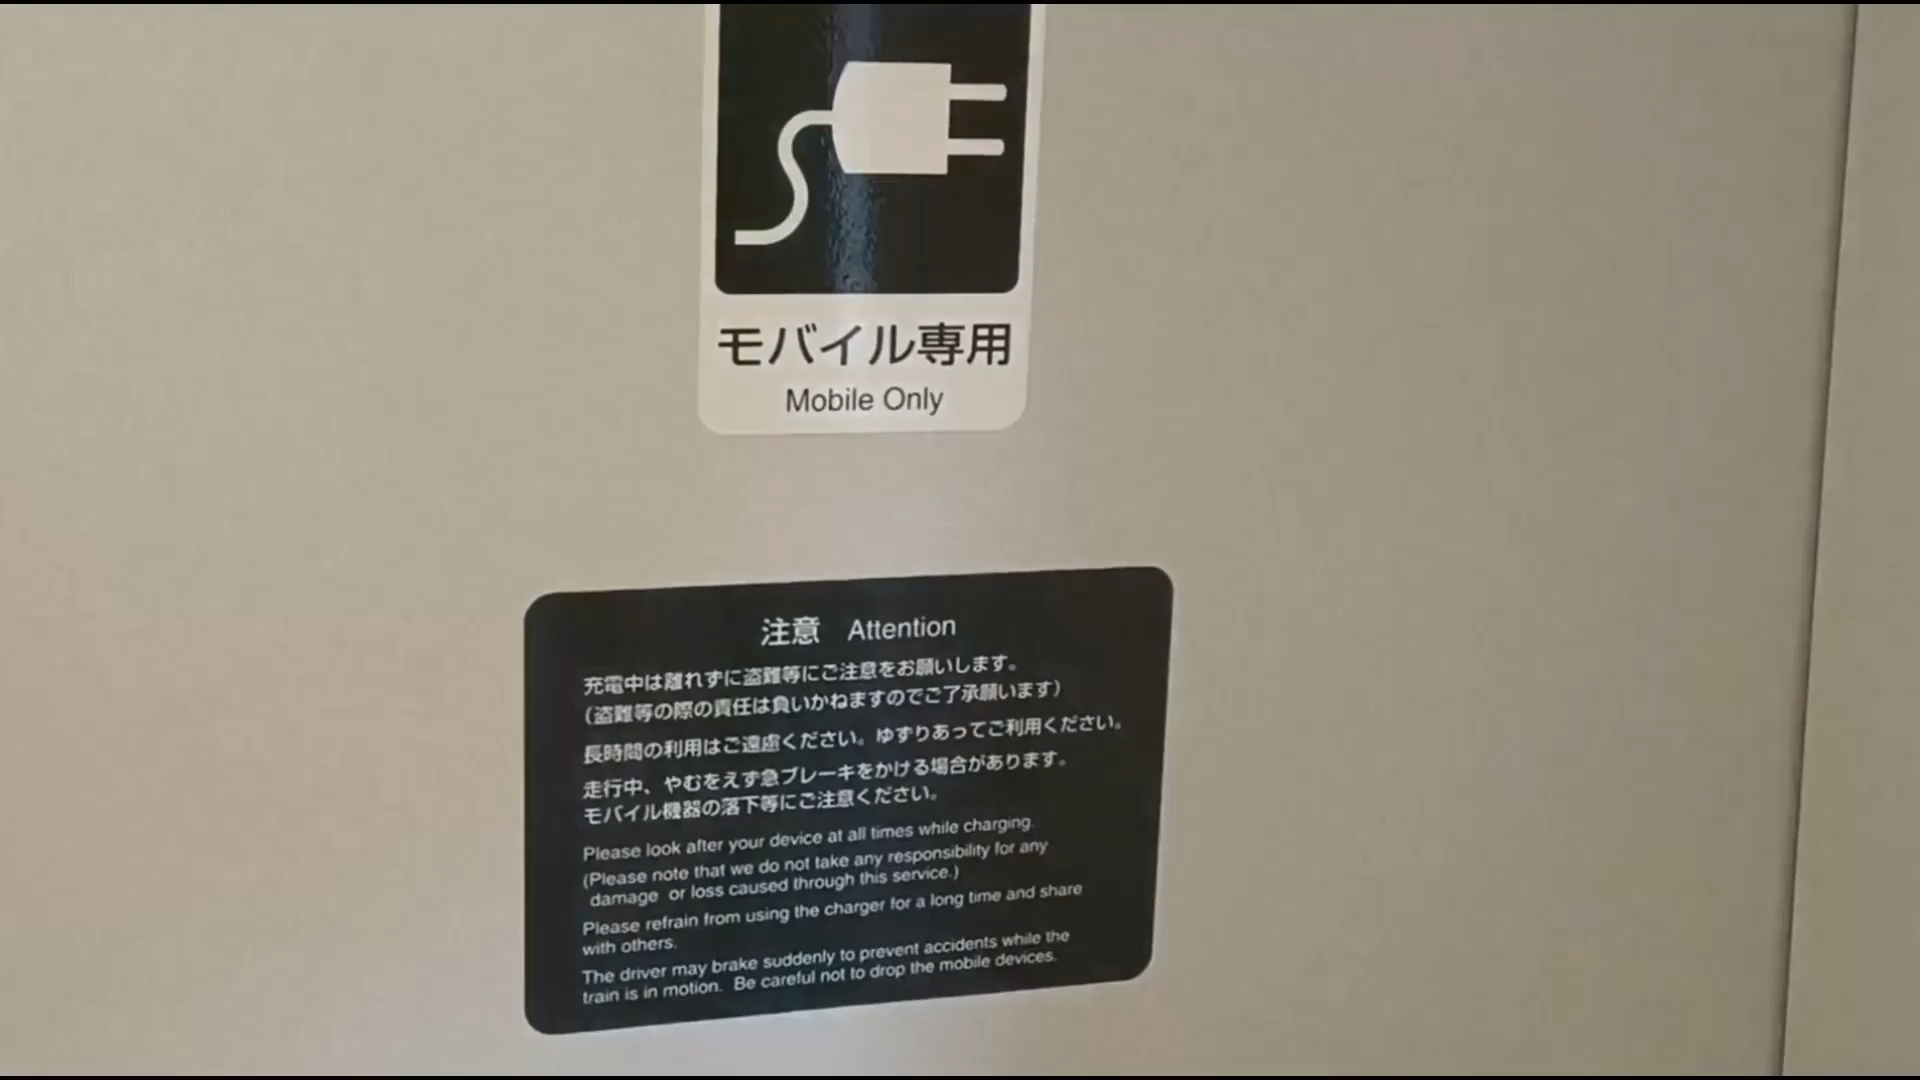 モバイル専用
Mobile Only
注意 Attention
充電中は離れずに盗難等にご注意をお願いします。
（盗難等の際の責任は負いかねますのでご了承願います）
長時間の利用はご遠慮ください。ゆずりあってご利用ください。
走行中、やむをえず急ブレーキをかける場合があります。
モバイル機器の落下等にご注意ください。
Please look after your device at all times while charging.
(Please note that we do not take any responsibility for any
damage or loss caused through this service.)
Please refrain from using the charger for a long time and share
with others.
The driver may brake suddenly to prevent accidents while the
train is in motion. Be careful not to drop the mobile devices.